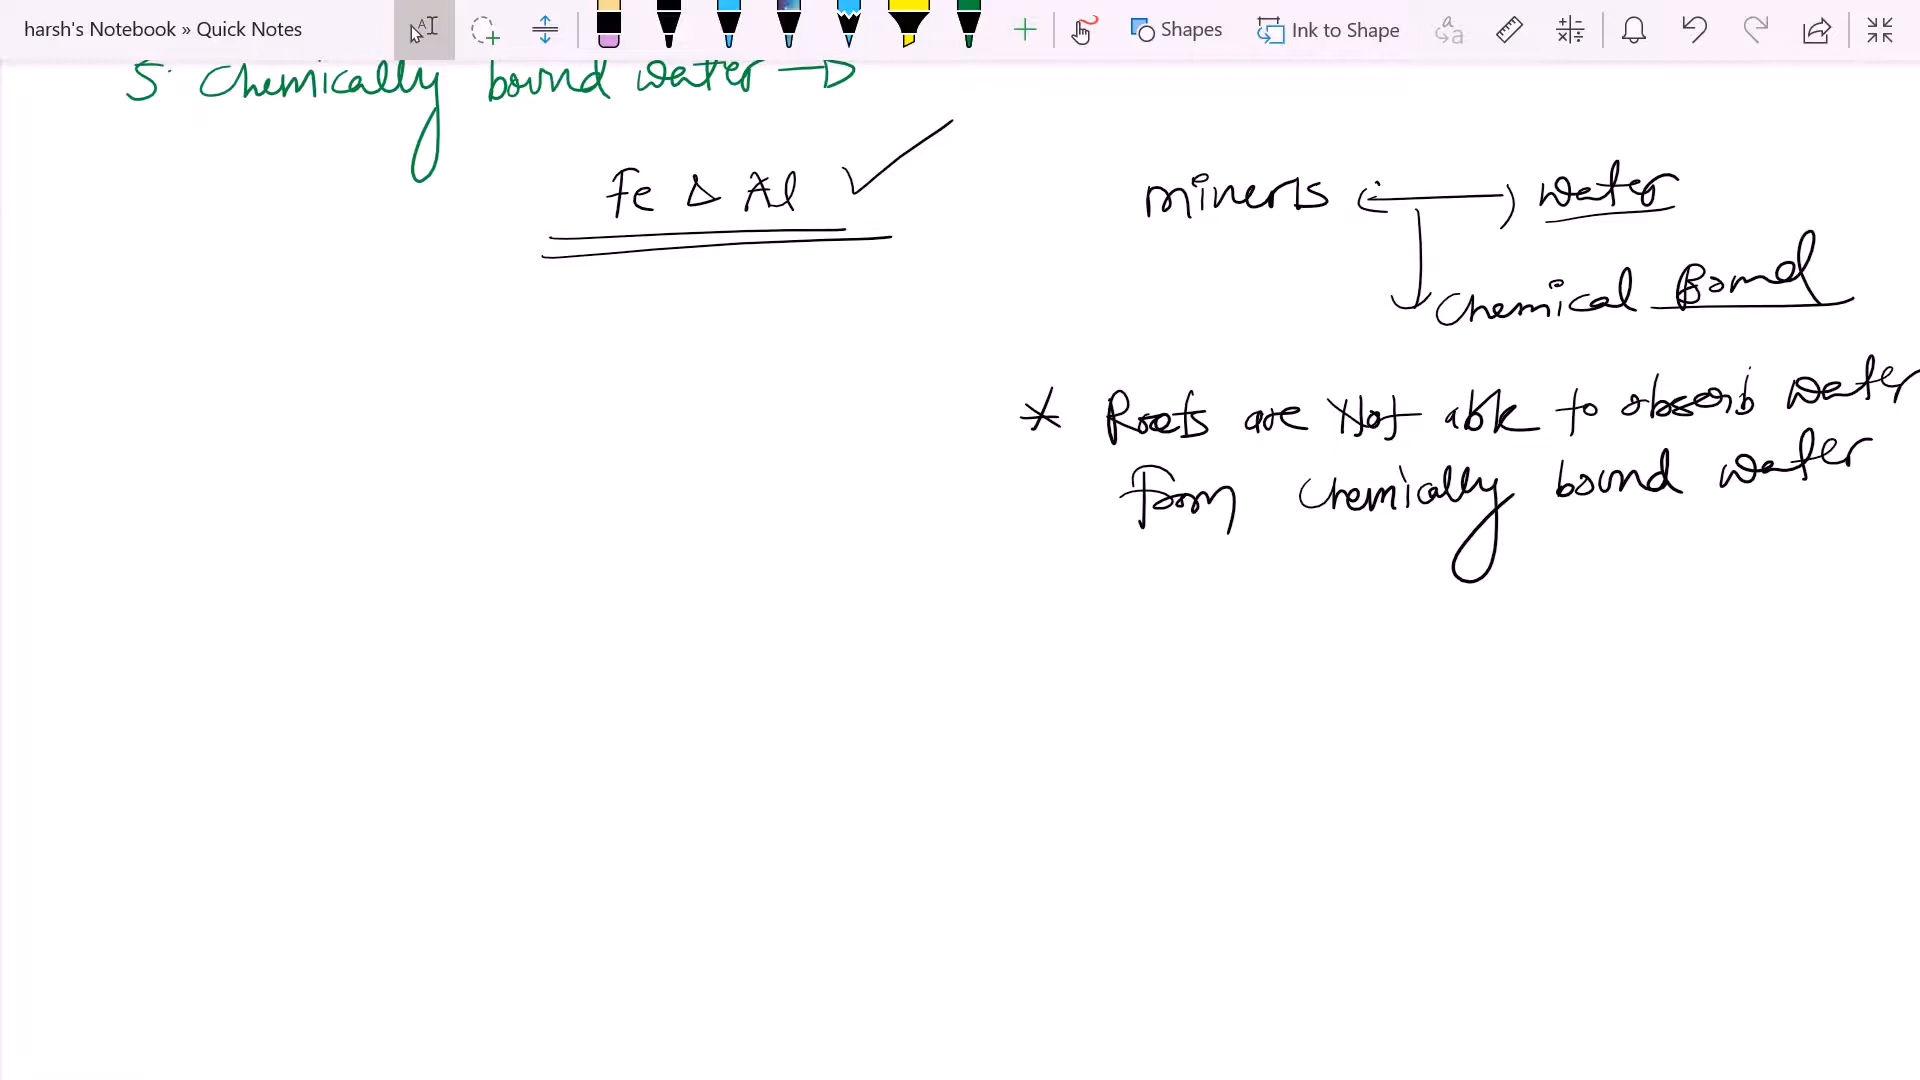 harsh's Notebook » Quick Notes
Shapes
Ink to Shape
5. Chemically bound water →
Fe & Al ✓
minerls ⟷ water
Chemical Bond
* Roots are Not able to absorb water
from chemically bound water